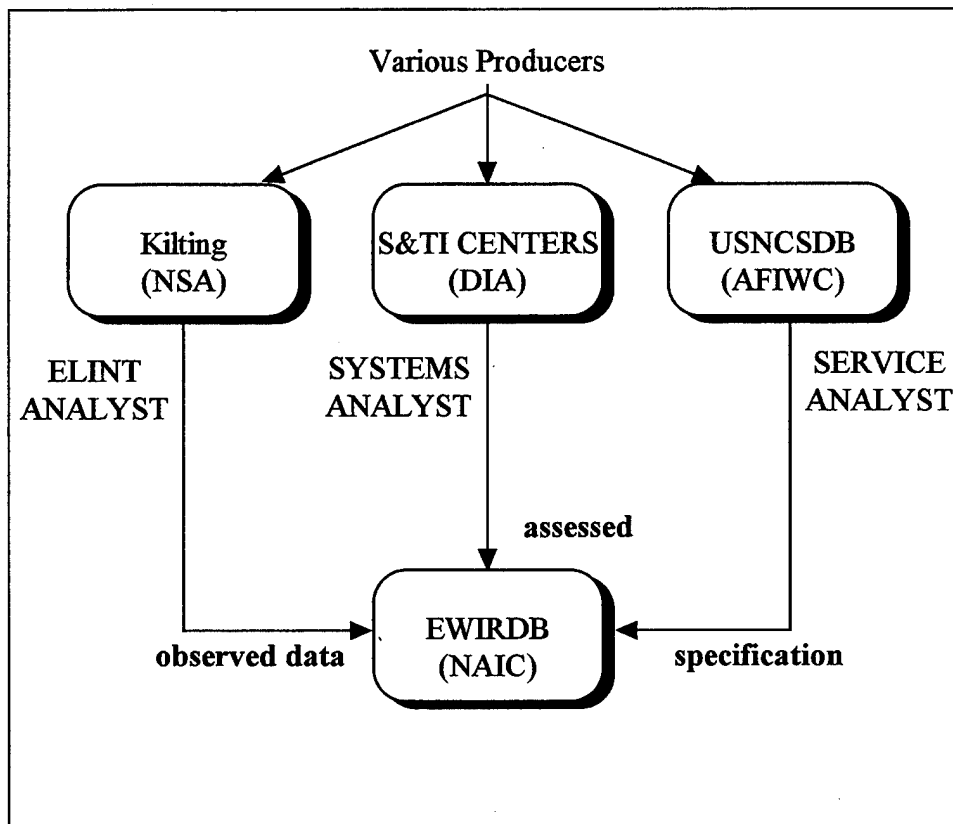 Various Producers
Kilting
(NSA)
S&TI CENTERS
(DIA)
USNCSDB
(AFIWC)
ELINT
ANALYST
SYSTEMS
ANALYST
SERVICE
ANALYST
assessed
EWIRDB
(NAIC)
observed data
specification